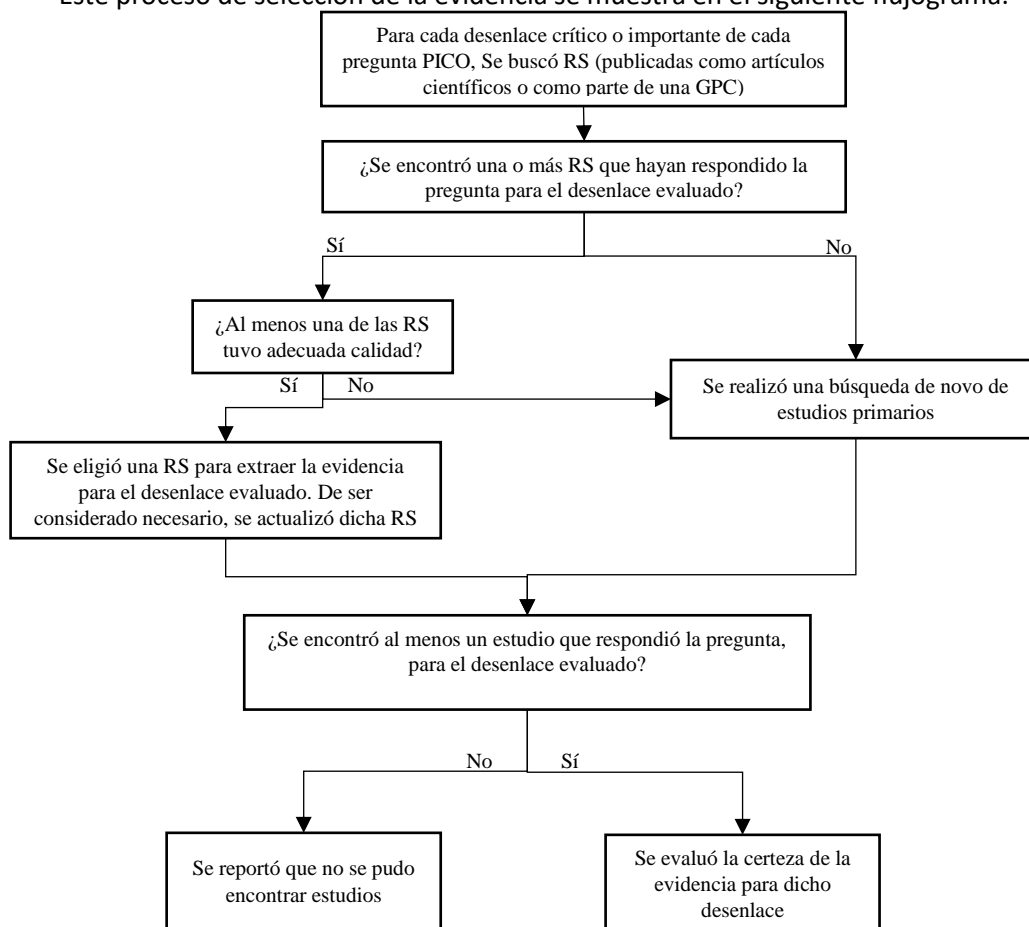 Este proceso de selección de la evidencia se muestra en el siguiente flujograma:
Para cada desenlace crítico o importante de cada
pregunta PICO, Se buscó RS (publicadas como artículos
científicos o como parte de una GPC)
¿Se encontró una o más RS que hayan respondido la
pregunta para el desenlace evaluado?
Sí
No
¿Al menos una de las RS
tuvo adecuada calidad?
Sí
No
Se realizó una búsqueda de novo de
estudios primarios
Se eligió una RS para extraer la evidencia
para el desenlace evaluado. De ser
considerado necesario, se actualizó dicha RS
¿Se encontró al menos un estudio que respondió la pregunta,
para el desenlace evaluado?
No
Sí
Se reportó que no se pudo
encontrar estudios
Se evaluó la certeza de la
evidencia para dicho
desenlace